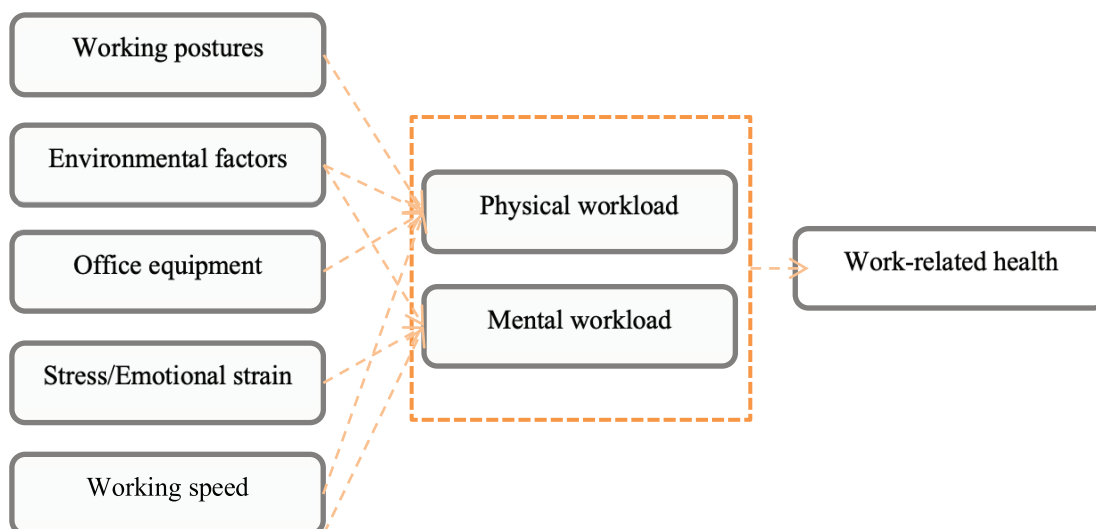 Working postures
Environmental factors
Office equipment
Stress/Emotional strain
Working speed
Physical workload
Mental workload
Work-related health